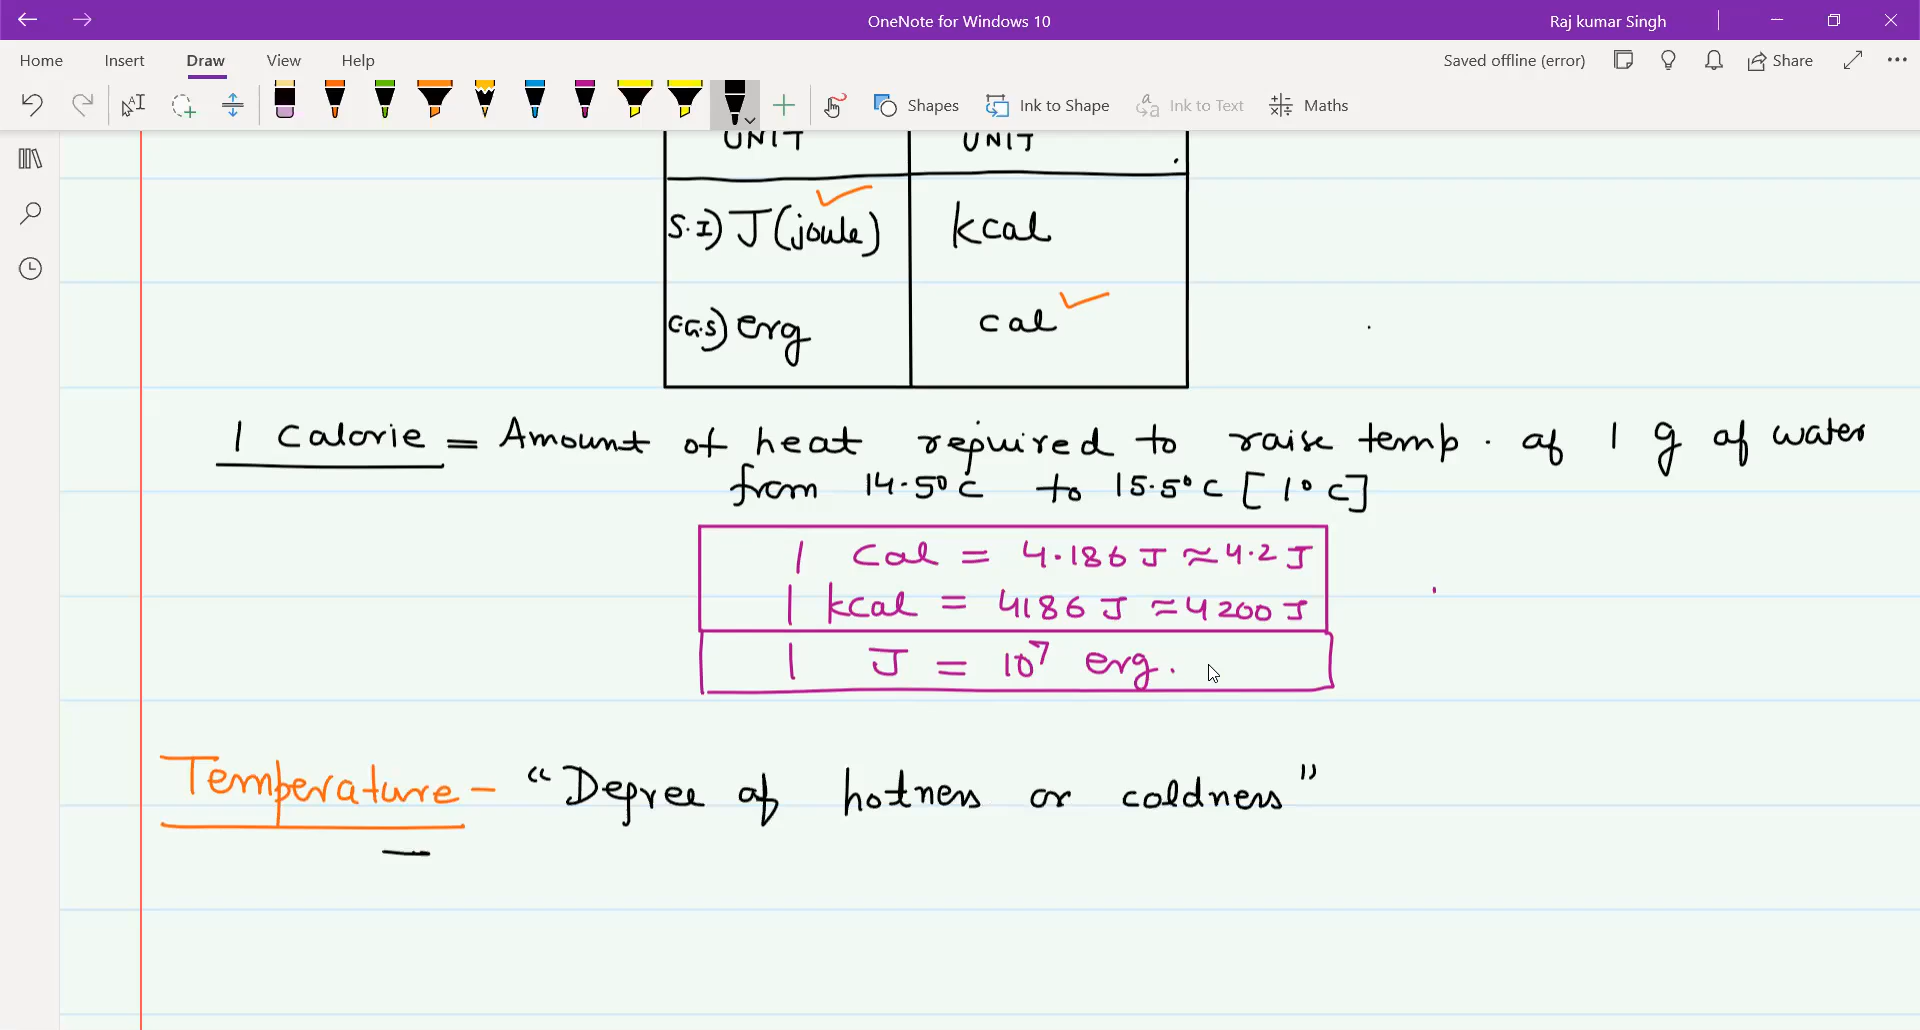 OneNote for Windows 10
Raj kumar Singh
Home Insert Draw View Help
Saved offline (error) Share
Shapes Ink to Shape Ink to Text Maths
UNIT UNIT
S.I) J (joule) kcal
C.G.S) erg cal
1 Calorie = Amount of heat required to raise temp. of 1 g of water
from 14.5°C to 15.5°C [1°C]
1 Cal = 4.186 J ≈ 4.2 J
1 kcal = 4186 J ≈ 4200 J
1 J = 10⁷ erg.
Temperature - "Degree of hotness or coldness"